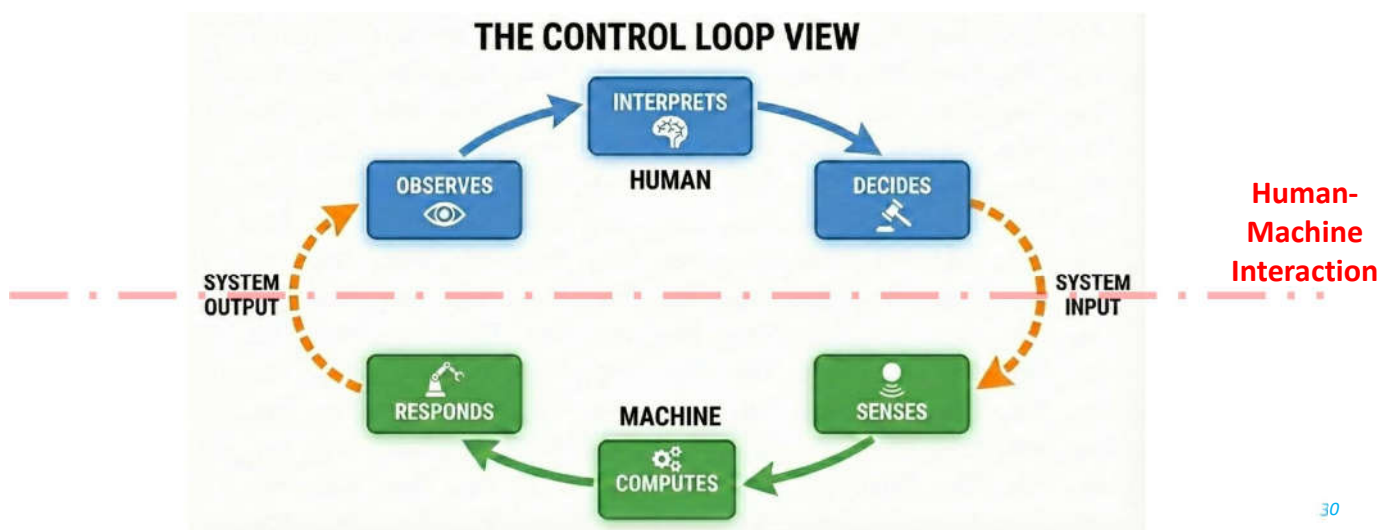 THE CONTROL LOOP VIEW
INTERPRETS
HUMAN
OBSERVES
DECIDES
Human-
Machine
Interaction
SYSTEM
OUTPUT
SYSTEM
INPUT
RESPONDS
MACHINE
SENSES
COMPUTES
30